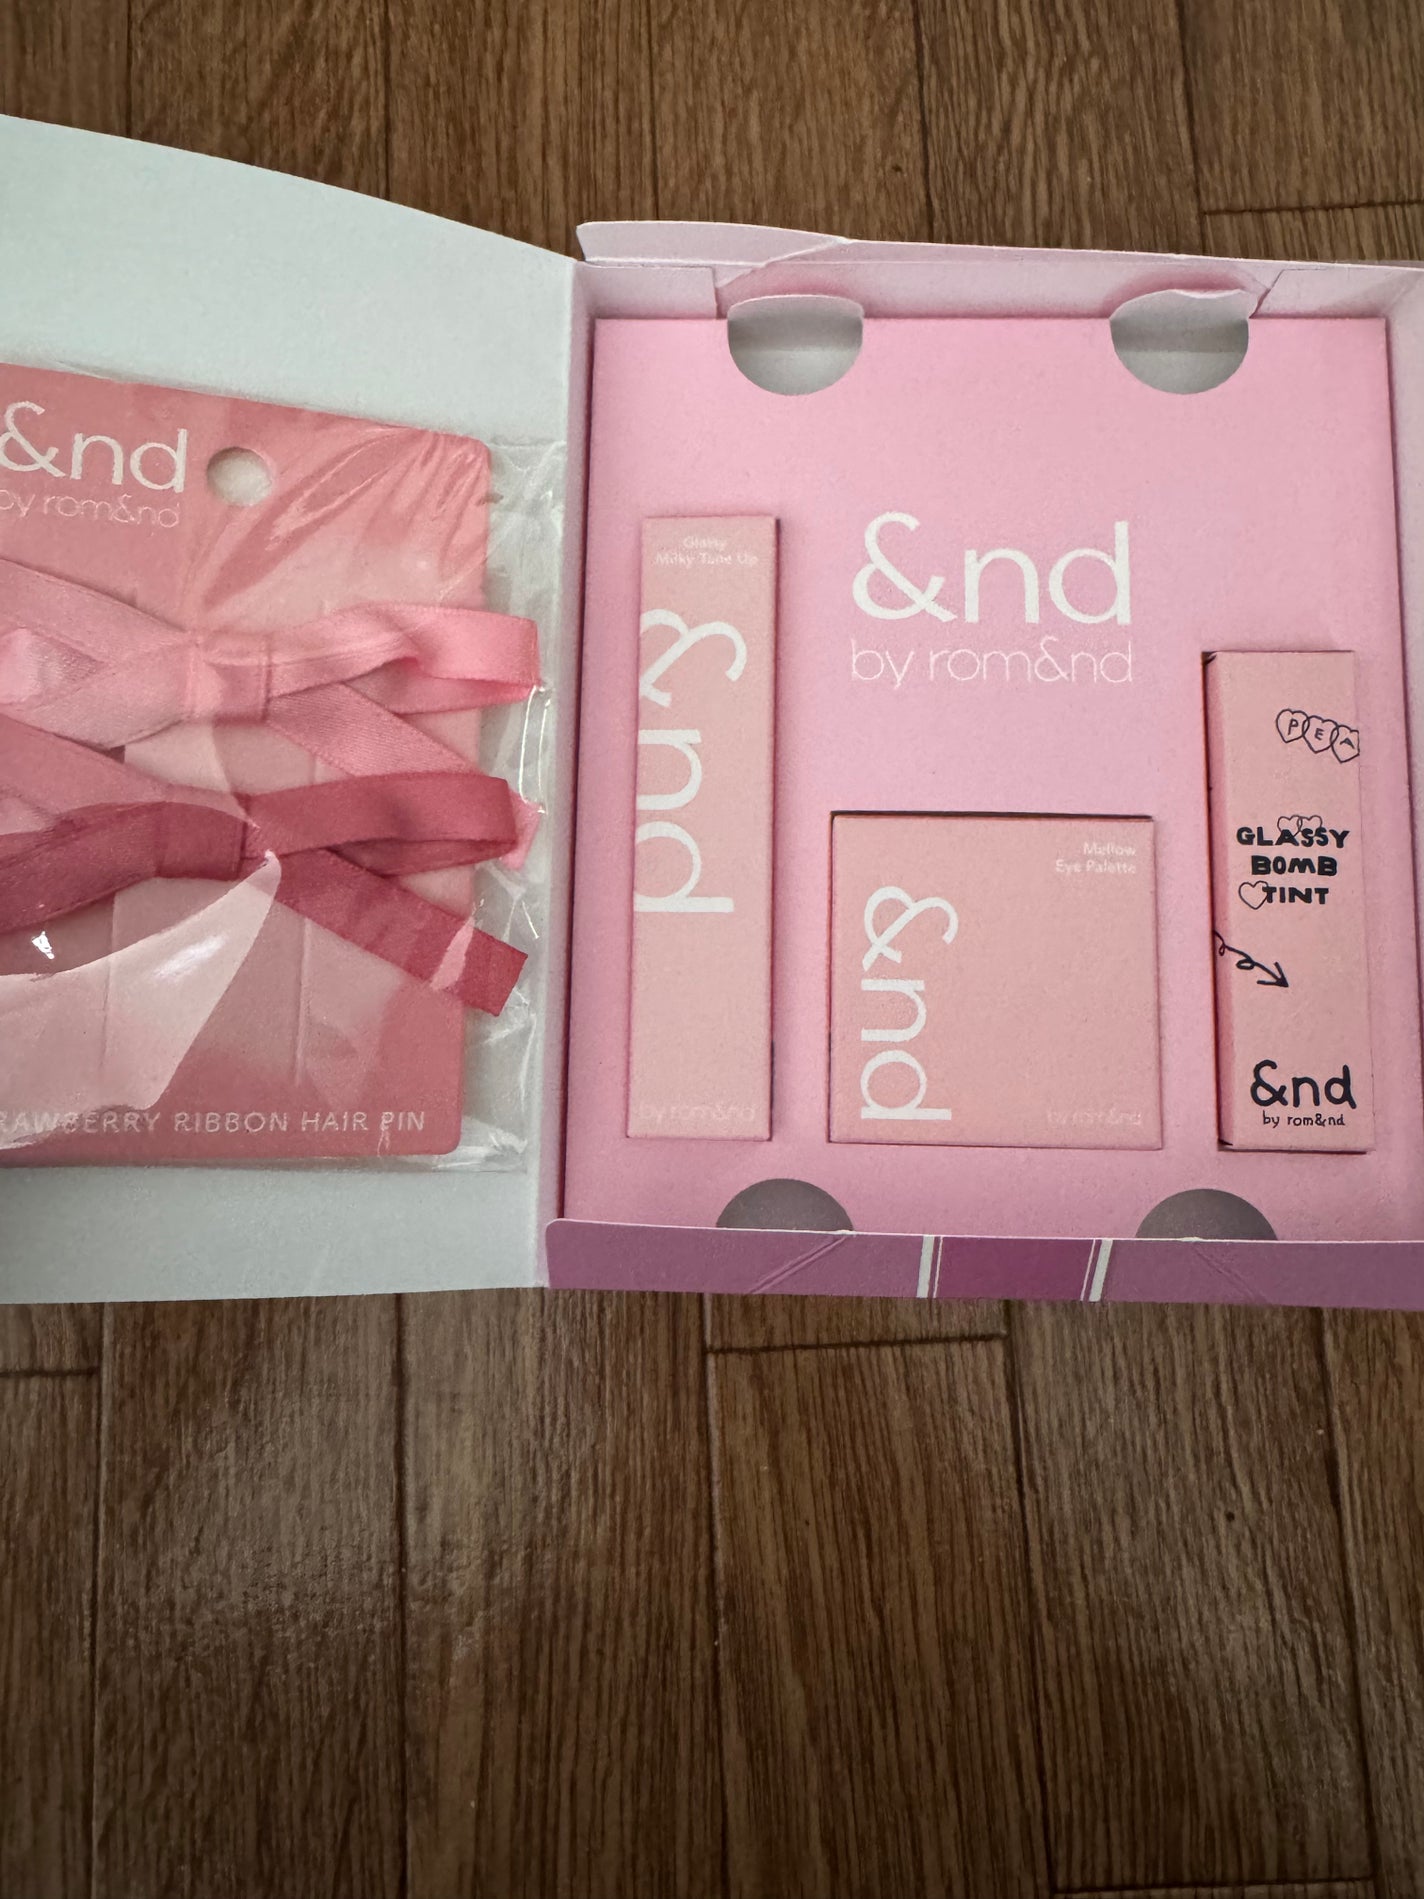 &nd
by rom&nd
RAWBERRY RIBBON HAIR PIN
Glassy
Milky Tone Up
&nd
by rom&nd
&nd
by rom&nd
Mellow
Eye Palette
&nd
by rom&nd
PEA
GLASSY
BOMB
TINT
&nd
by rom&nd